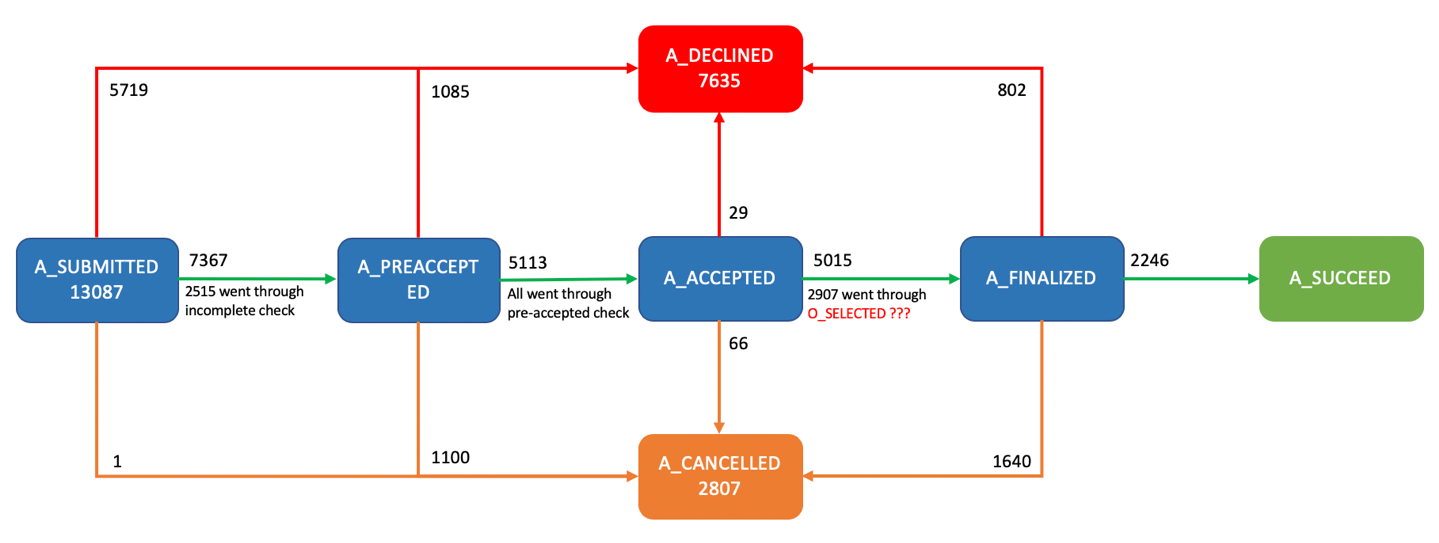 A_DECLINED
7635
5719
1085
802
29
A_SUBMITTED
13087
7367
2515 went through
incomplete check
A_PREACCEPT
ED
5113
All went through
pre-accepted check
A_ACCEPTED
5015
2907 went through
O_SELECTED ???
A_FINALIZED
2246
A_SUCCEED
66
1
1100
1640
A_CANCELLED
2807